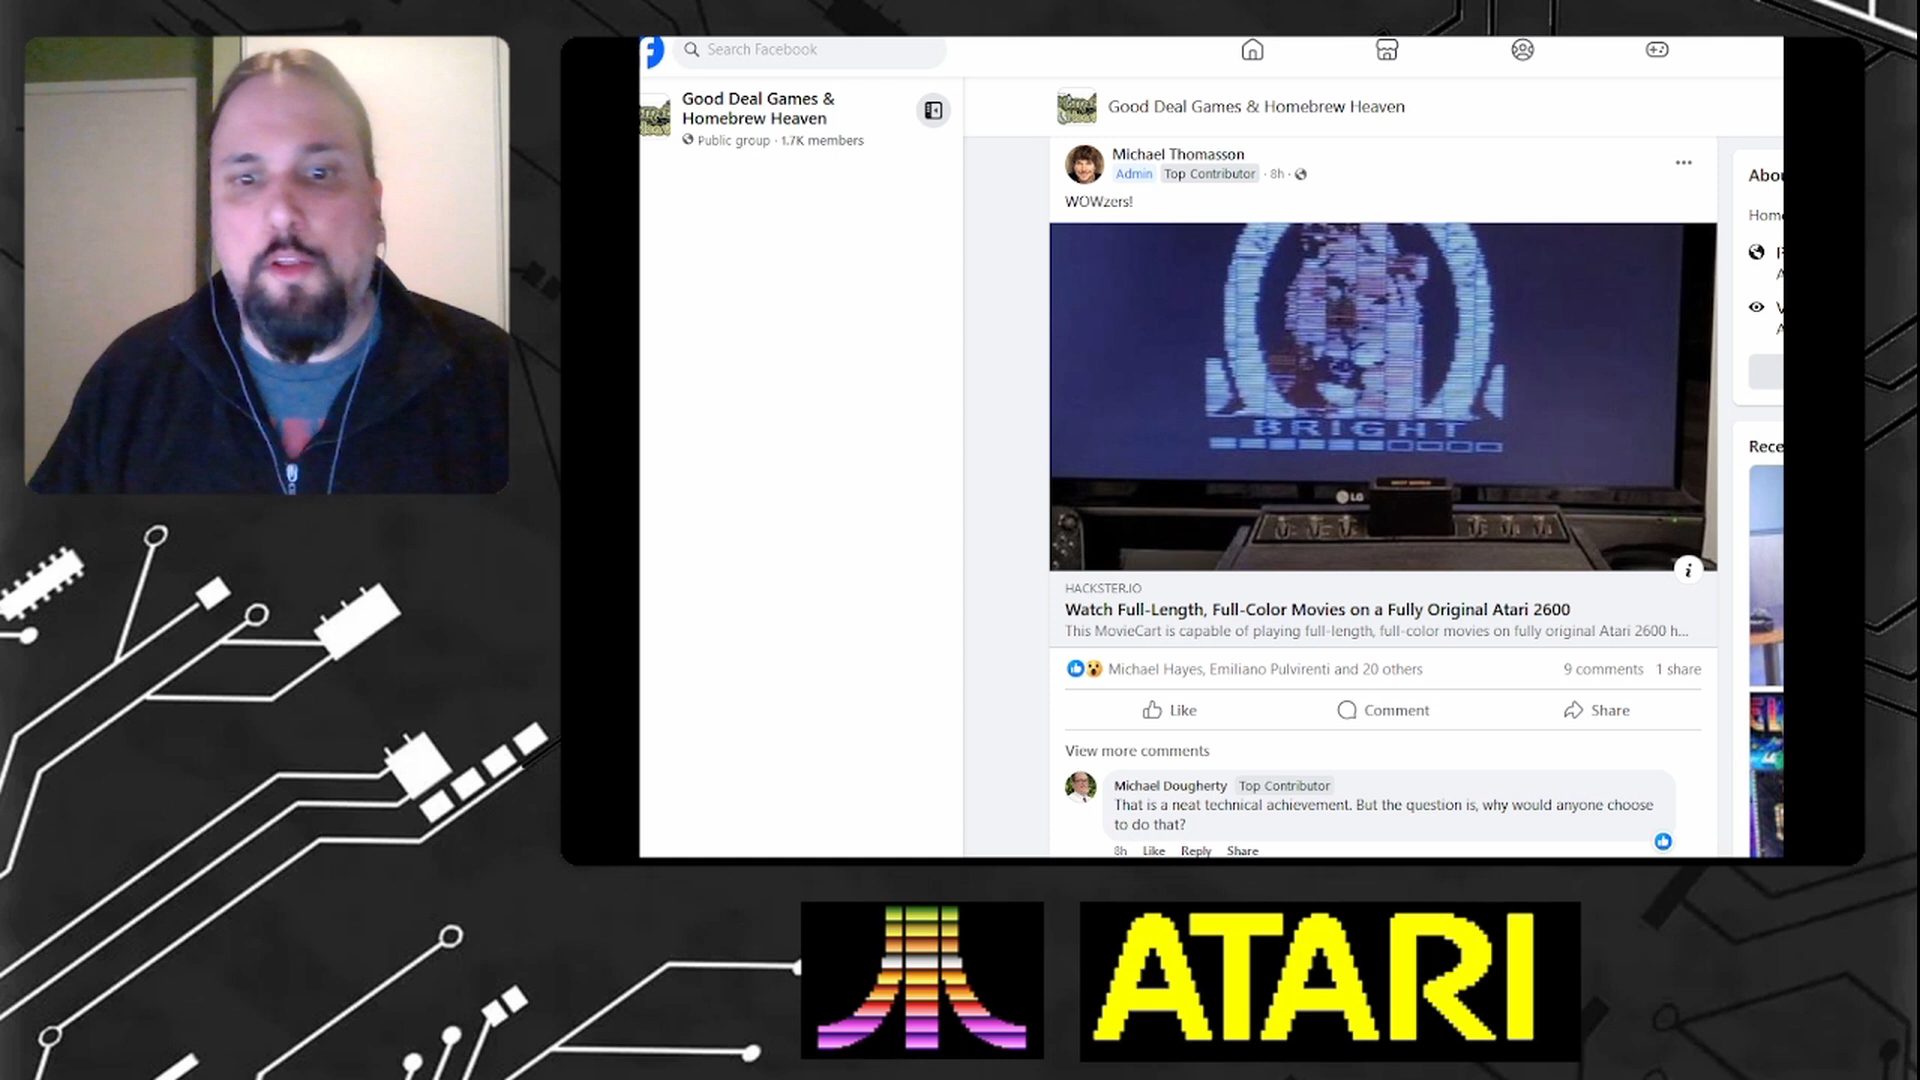 Search Facebook
Good Deal Games &
Homebrew Heaven
Public group · 1.7K members
Good Deal Games & Homebrew Heaven
Michael Thomasson
Admin Top Contributor · 8h ·
WOWzers!
BRIGHT
LG
HACKSTER.IO
Watch Full-Length, Full-Color Movies on a Fully Original Atari 2600
This MovieCart is capable of playing full-length, full-color movies on fully original Atari 2600 h...
Michael Hayes, Emiliano Pulvirenti and 20 others
9 comments 1 share
Like Comment Share
View more comments
Michael Dougherty Top Contributor
That is a neat technical achievement. But the question is, why would anyone choose
to do that?
8h Like Reply Share
Abou
Home
Rece
ATARI